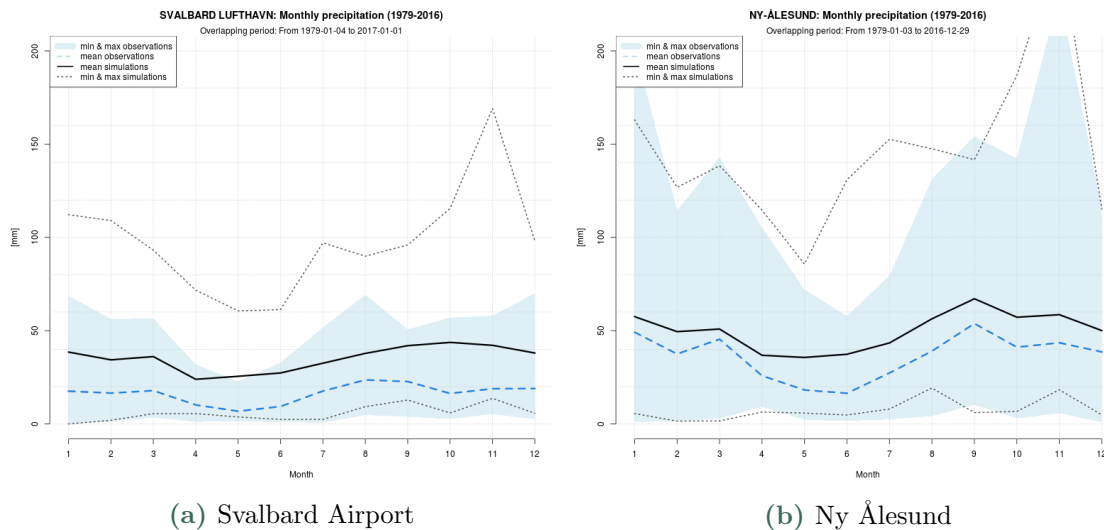 SVALBARD LUFTHAVN: Monthly precipitation (1979-2016)
Overlapping period: From 1979-01-04 to 2017-01-01
min & max observations
mean observations
mean simulations
min & max simulations
200
150
100
50
0
[mm]
1 2 3 4 5 6 7 8 9 10 11 12
Month
(a) Svalbard Airport
NY-ÅLESUND: Monthly precipitation (1979-2016)
Overlapping period: From 1979-01-03 to 2016-12-29
min & max observations
mean observations
mean simulations
min & max simulations
200
150
100
50
0
[mm]
1 2 3 4 5 6 7 8 9 10 11 12
Month
(b) Ny Ålesund